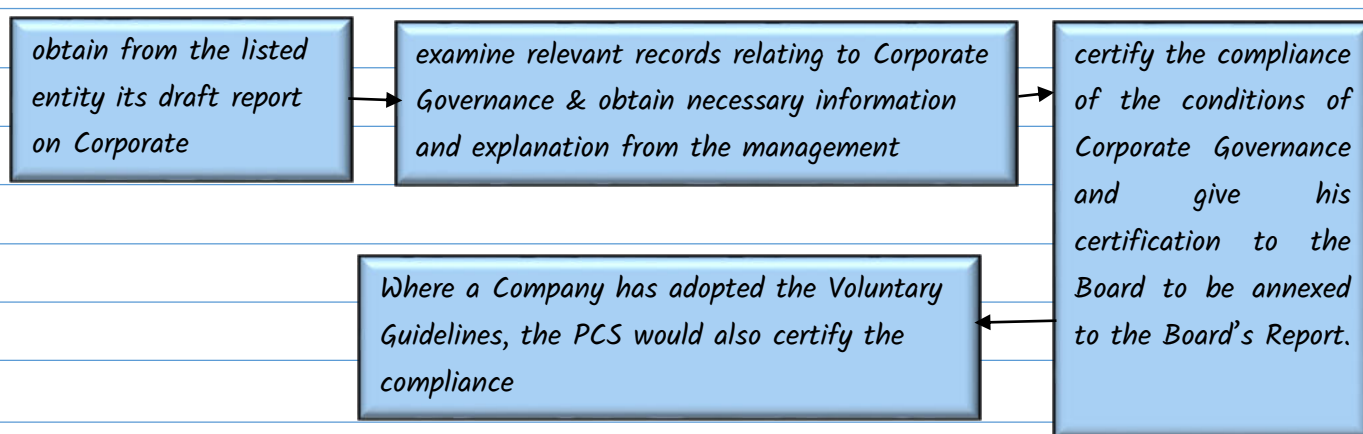 obtain from the listed
entity its draft report
on Corporate
examine relevant records relating to Corporate
Governance & obtain necessary information
and explanation from the management
certify the compliance
of the conditions of
Corporate Governance
and give his
certification to the
Board to be annexed
to the Board's Report.
Where a Company has adopted the Voluntary
Guidelines, the PCS would also certify the
compliance